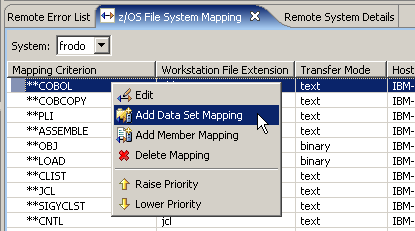 Remote Error List z/OS File System Mapping Remote System Details
System: frodo
Mapping Criterion Workstation File Extension Transfer Mode Host
**COBOL text IBM-
**COBCOPY text IBM-
**PLI text IBM-
**ASSEMBLE text IBM-
**OBJ binary IBM-
**LOAD binary IBM-
**CLIST text IBM-
**JCL text IBM-
**SIGYCLST text IBM-
**CNTL jcl text IBM-
Edit
Add Data Set Mapping
Add Member Mapping
Delete Mapping
Raise Priority
Lower Priority